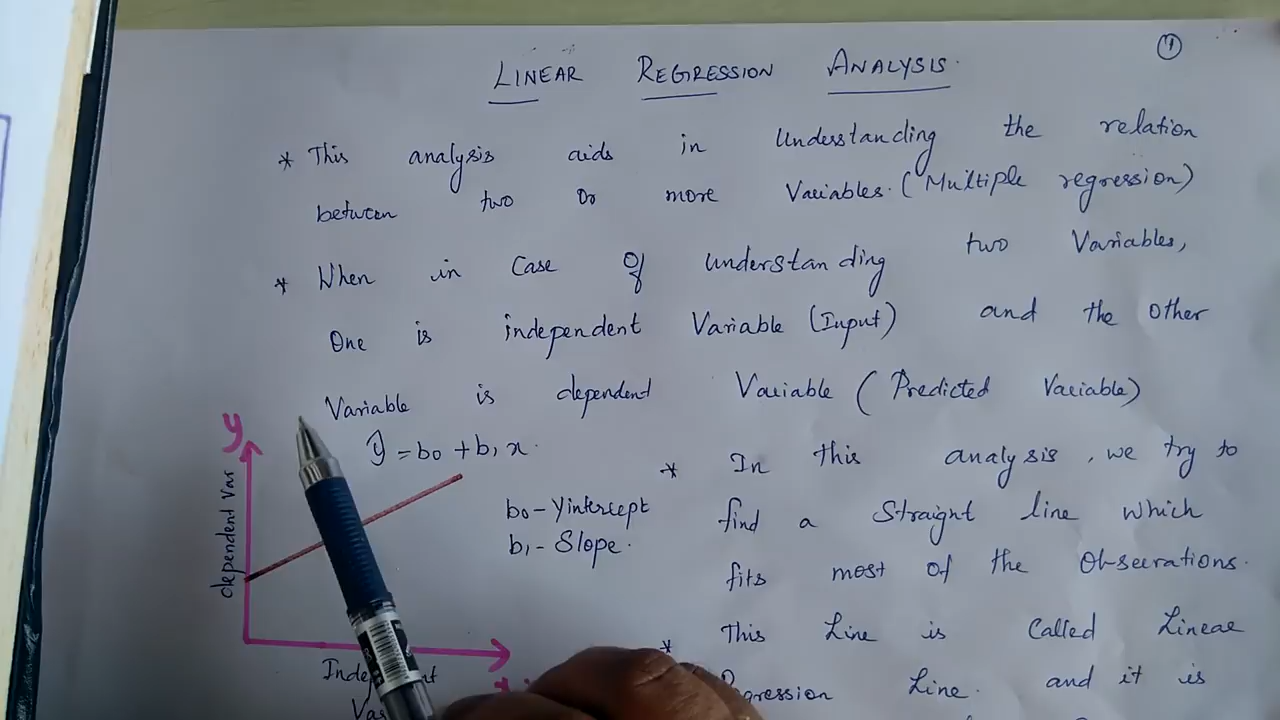 1
LINEAR REGRESSION ANALYSIS.
* This analysis aids in understanding the relation
between two or more Variables. (Multiple regression)
* When in Case of understanding two Variables,
One is independent Variable (Input) and the other
Variable is dependent Variable (Predicted Variable)
ŷ = b0 + b1 x.
b0 - Yintercept
b1 - Slope.
y
dependent Var
* In this analysis, we try to
find a Straight line which
fits most of the Observations.
* This Line is Called Linear
Line. and it is